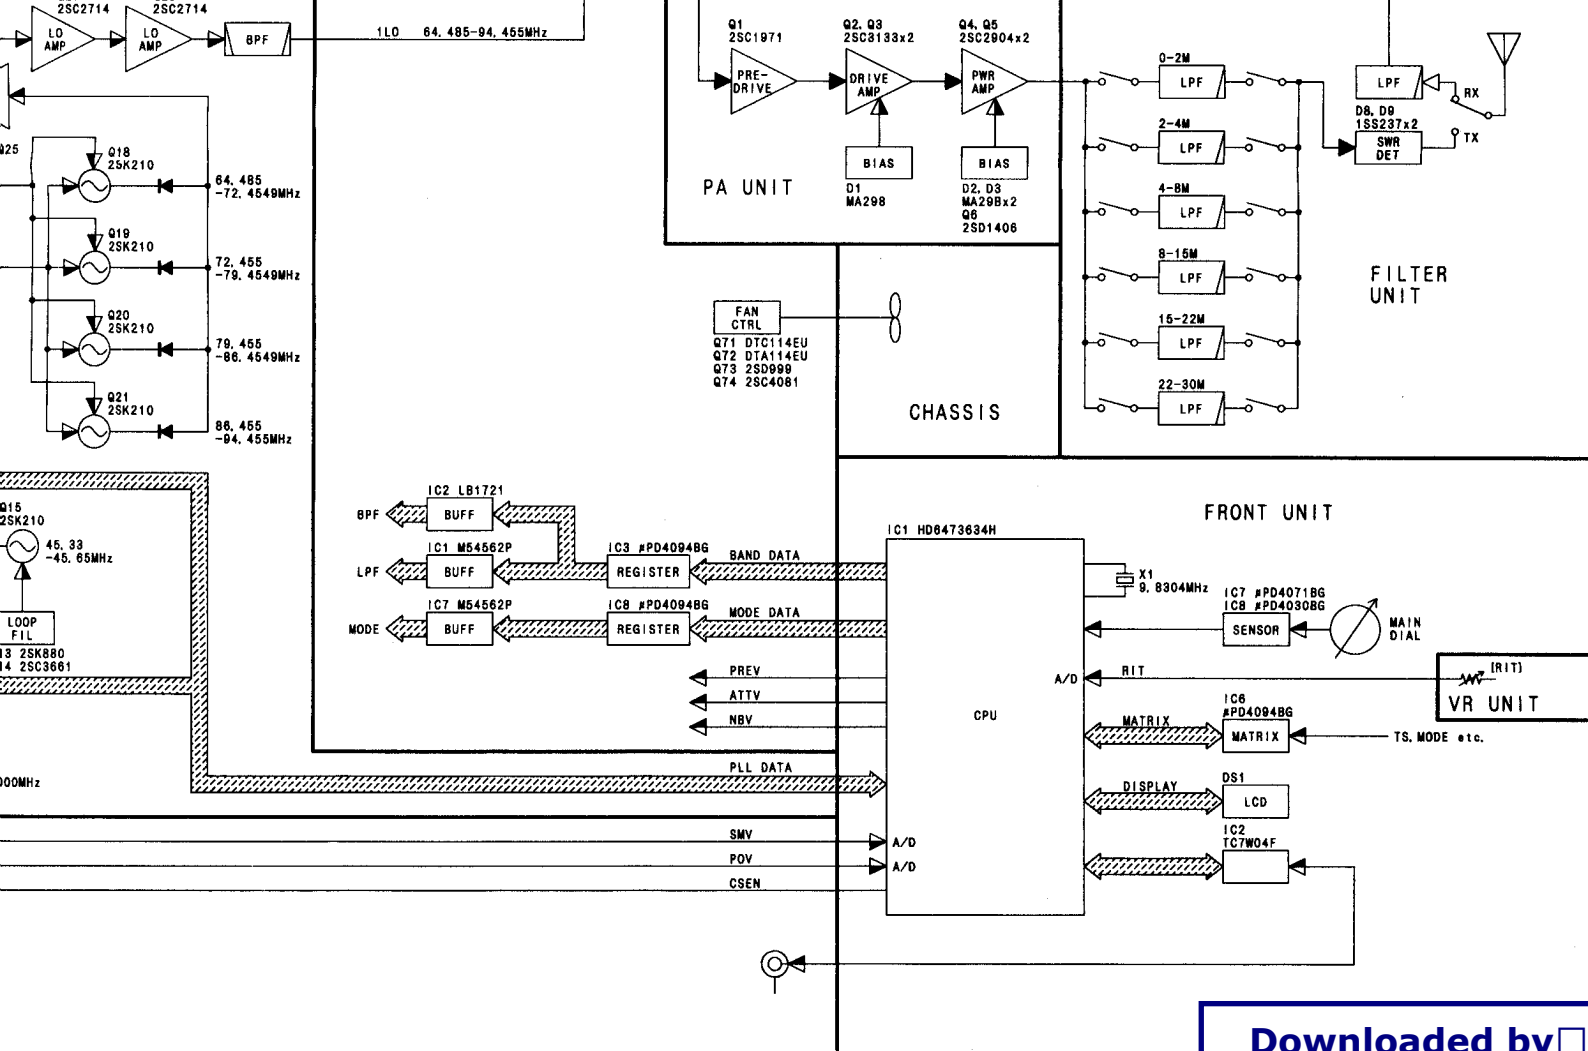 2SC2714
2SC2714
LO
AMP
LO
AMP
BPF
1LO 64.485-94.455MHz
Q25
Q18
2SK210
64.485
-72.4549MHz
Q19
2SK210
72.455
-79.4549MHz
Q20
2SK210
79.455
-86.4549MHz
Q21
2SK210
86.455
-94.455MHz
Q15
2SK210
45.33
-45.65MHz
LOOP
FIL
13 2SK880
14 2SC3661
000MHz
Q1
2SC1971
PRE-
DRIVE
Q2, Q3
2SC3133x2
DRIVE
AMP
Q4, Q5
2SC2904x2
PWR
AMP
BIAS
D1
MA298
BIAS
D2, D3
MA29Bx2
Q6
2SD1406
PA UNIT
FAN
CTRL
Q71 DTC114EU
Q72 DTA114EU
Q73 2SD999
Q74 2SC4081
CHASSIS
0-2M
LPF
2-4M
LPF
4-8M
LPF
8-15M
LPF
15-22M
LPF
22-30M
LPF
LPF
RX
TX
D8, D9
1SS237x2
SWR
DET
FILTER
UNIT
IC2 LB1721
BPF
BUFF
IC1 M54562P
LPF
BUFF
IC3 μPD4094BG
REGISTER
BAND DATA
IC7 M54562P
MODE
BUFF
IC8 μPD4094BG
REGISTER
MODE DATA
PREV
ATTV
NBV
PLL DATA
SMV
POV
CSEN
FRONT UNIT
IC1 HD6473634H
CPU
A/D
A/D
A/D
X1
9.8304MHz
IC7 μPD4071BG
IC8 μPD4030BG
SENSOR
MAIN
DIAL
RIT
[RIT]
VR UNIT
IC6
μPD4094BG
MATRIX
MATRIX
TS, MODE etc.
DS1
DISPLAY
LCD
IC2
TC7W04F
Downloaded by□